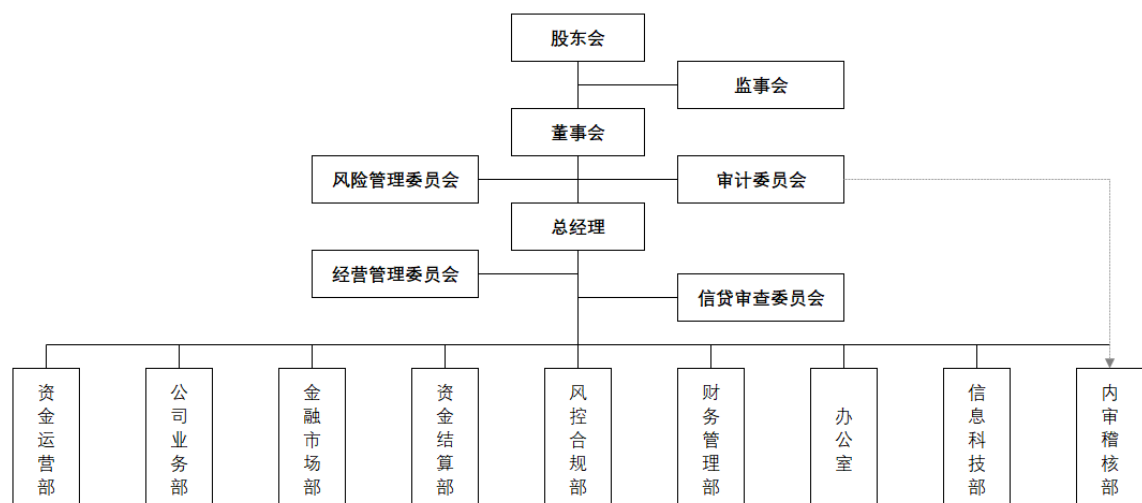 股东会
监事会
董事会
风险管理委员会
审计委员会
总经理
经营管理委员会
信贷审查委员会
资金运营部
公司业务部
金融市场部
资金结算部
风控合规部
财务管理部
办公室
信息科技部
内审稽核部